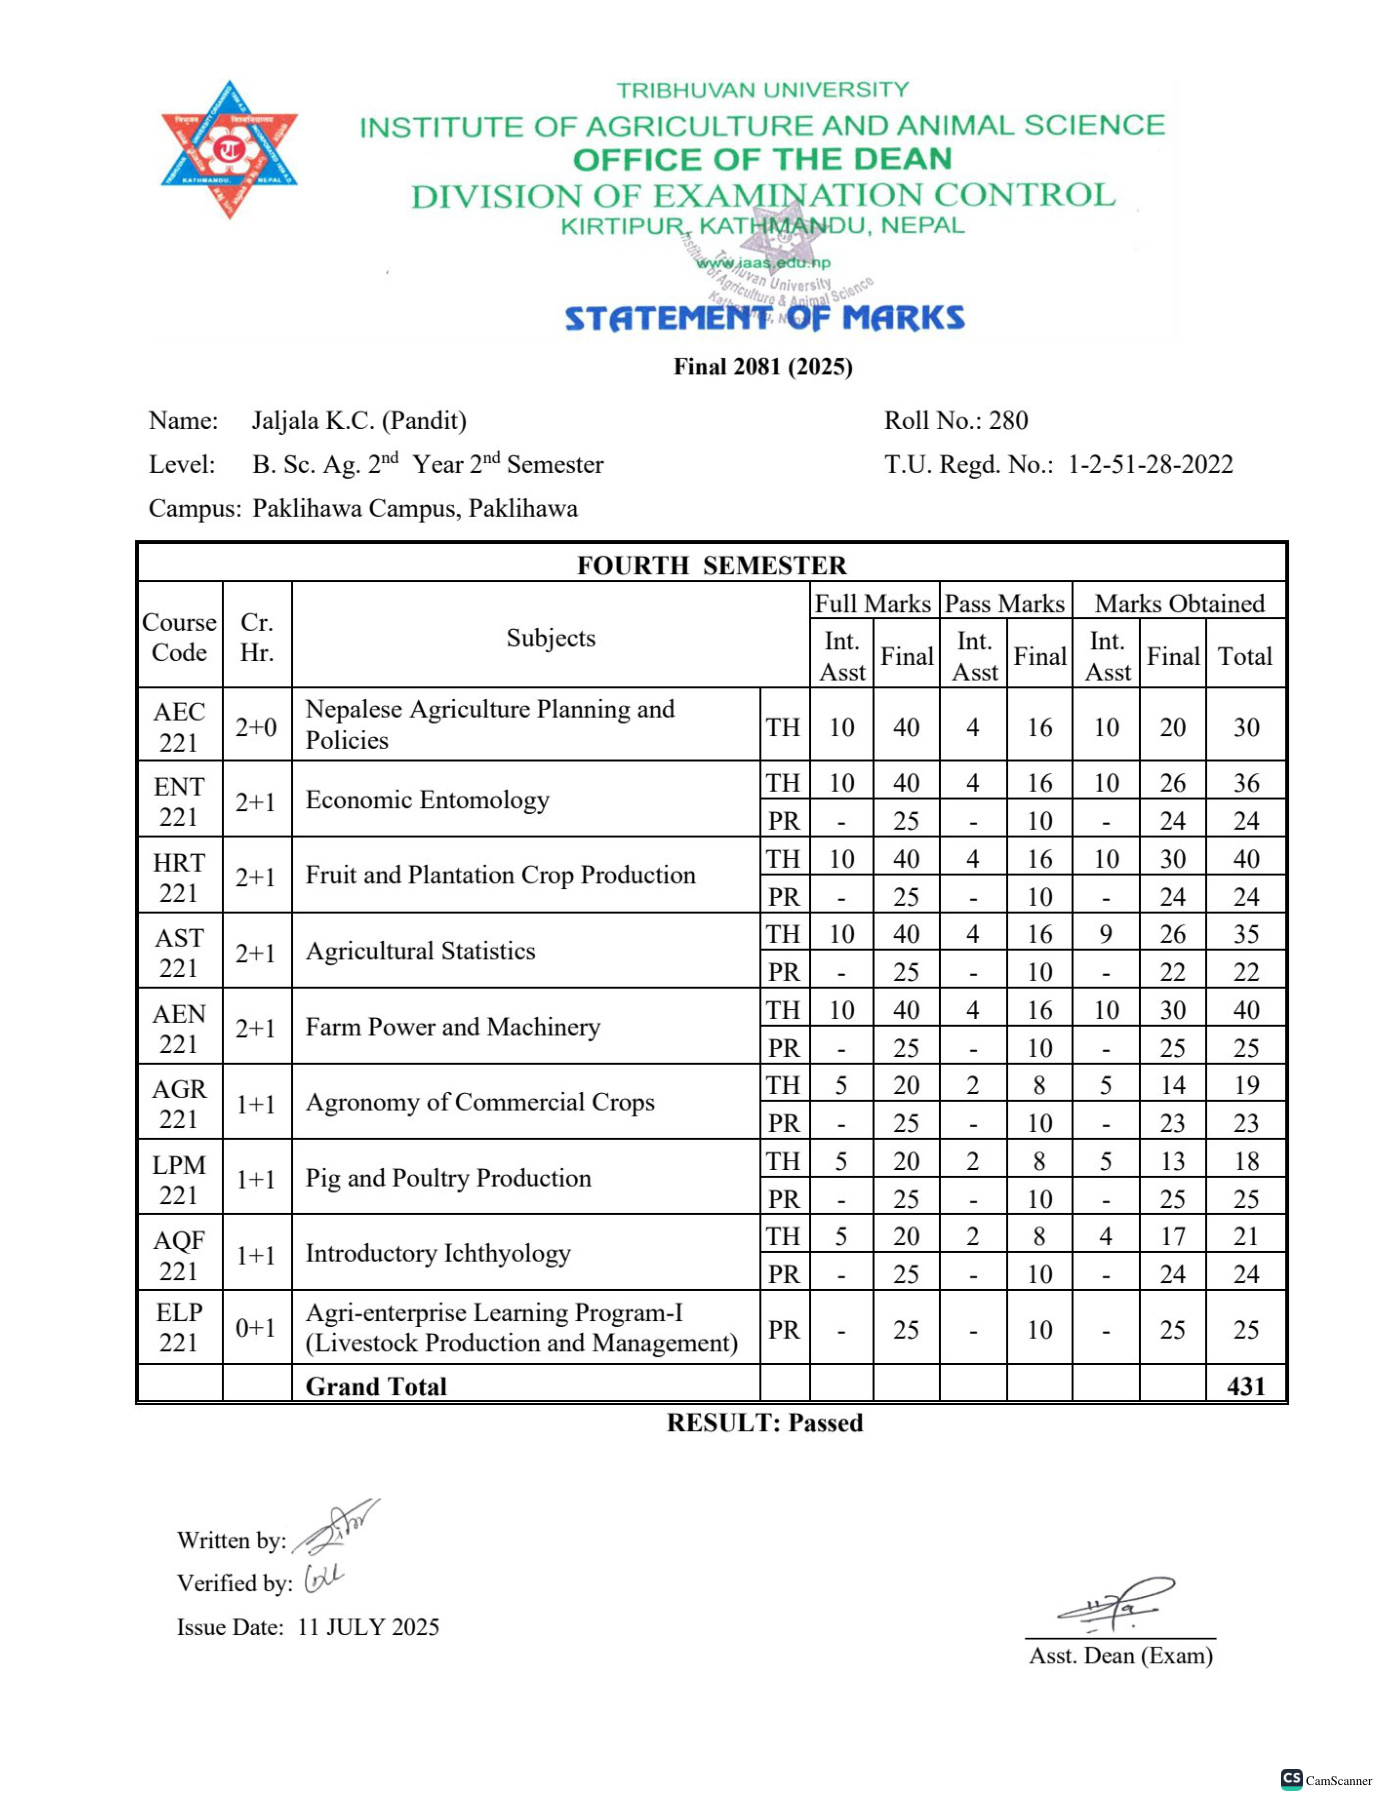 TRIBHUVAN UNIVERSITY
INSTITUTE OF AGRICULTURE AND ANIMAL SCIENCE
OFFICE OF THE DEAN
DIVISION OF EXAMINATION CONTROL
KIRTIPUR, KATHMANDU, NEPAL
www.iaas.edu.np
Tribhuvan University
Institute of Agriculture & Animal Science
Kathmandu, Nepal
STATEMENT OF MARKS
Final 2081 (2025)
Name: Jaljala K.C. (Pandit) Roll No.: 280
Level: B. Sc. Ag. 2nd Year 2nd Semester T.U. Regd. No.: 1-2-51-28-2022
Campus: Paklihawa Campus, Paklihawa
FOURTH SEMESTER
Course Code Cr. Hr. Subjects Full Marks Pass Marks Marks Obtained
Int. Asst Final Int. Asst Final Int. Asst Final Total
AEC 221 2+0 Nepalese Agriculture Planning and Policies TH 10 40 4 16 10 20 30
ENT 221 2+1 Economic Entomology TH 10 40 4 16 10 26 36
PR - 25 - 10 - 24 24
HRT 221 2+1 Fruit and Plantation Crop Production TH 10 40 4 16 10 30 40
PR - 25 - 10 - 24 24
AST 221 2+1 Agricultural Statistics TH 10 40 4 16 9 26 35
PR - 25 - 10 - 22 22
AEN 221 2+1 Farm Power and Machinery TH 10 40 4 16 10 30 40
PR - 25 - 10 - 25 25
AGR 221 1+1 Agronomy of Commercial Crops TH 5 20 2 8 5 14 19
PR - 25 - 10 - 23 23
LPM 221 1+1 Pig and Poultry Production TH 5 20 2 8 5 13 18
PR - 25 - 10 - 25 25
AQF 221 1+1 Introductory Ichthyology TH 5 20 2 8 4 17 21
PR - 25 - 10 - 24 24
ELP 221 0+1 Agri-enterprise Learning Program-I (Livestock Production and Management) PR - 25 - 10 - 25 25
Grand Total 431
RESULT: Passed
Written by:
Verified by:
Issue Date: 11 JULY 2025
Asst. Dean (Exam)
CS CamScanner